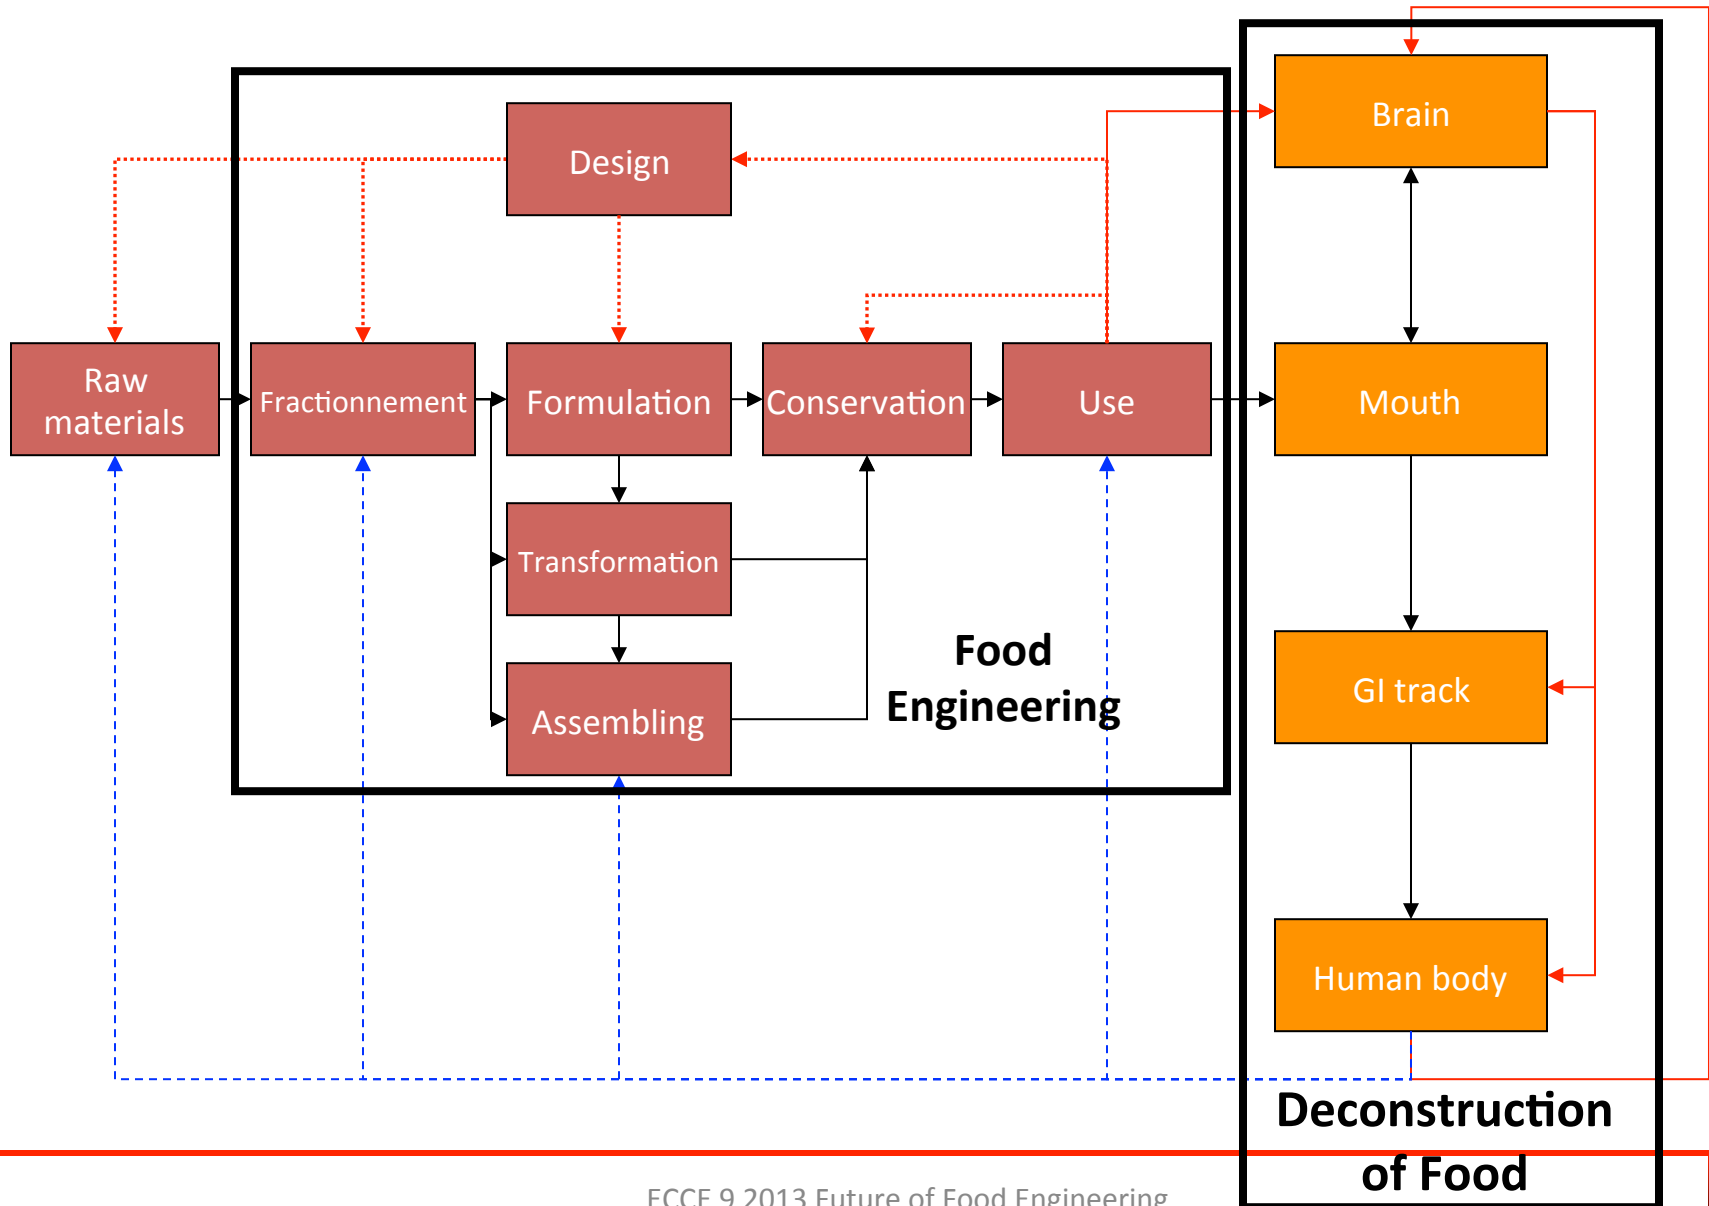 Brain
Design
Raw
materials
Fractionnement
Formulation
Conservation
Use
Mouth
Transformation
Food
Engineering
GI track
Assembling
Human body
Deconstruction
of Food
ECCE 9 2013 Future of Food Engineering